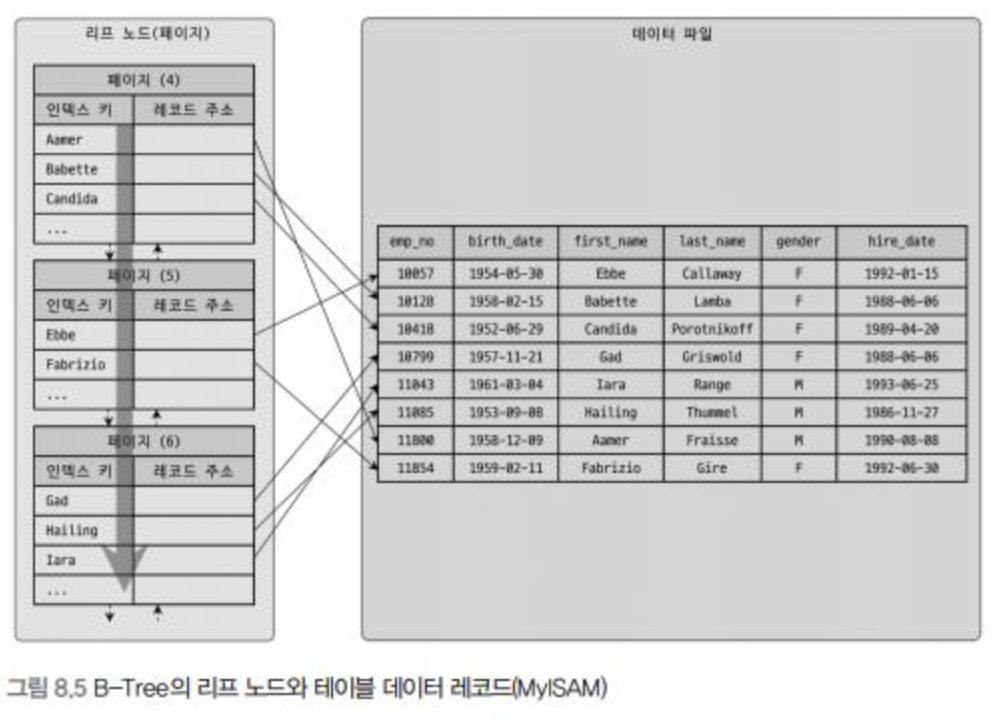 리프 노드(페이지)
페이지 (4)
인덱스 키 레코드 주소
Aamer
Babette
Candida
...
페이지 (5)
인덱스 키 레코드 주소
Ebbe
Fabrizio
...
페이지 (6)
인덱스 키 레코드 주소
Gad
Hailing
Iara
...
데이터 파일
emp_no birth_date first_name last_name gender hire_date
10057 1954-05-30 Ebbe Callaway F 1992-01-15
10128 1958-02-15 Babette Lamba F 1988-06-06
10418 1952-06-29 Candida Porotnikoff F 1989-04-20
10799 1957-11-21 Gad Griswold F 1988-06-06
11043 1961-03-04 Iara Range M 1993-06-25
11085 1953-09-08 Hailing Thummel M 1986-11-27
11800 1958-12-09 Aamer Fraisse M 1990-08-08
11854 1959-02-11 Fabrizio Gire F 1992-06-30
그림 8.5 B-Tree의 리프 노드와 테이블 데이터 레코드(MyISAM)